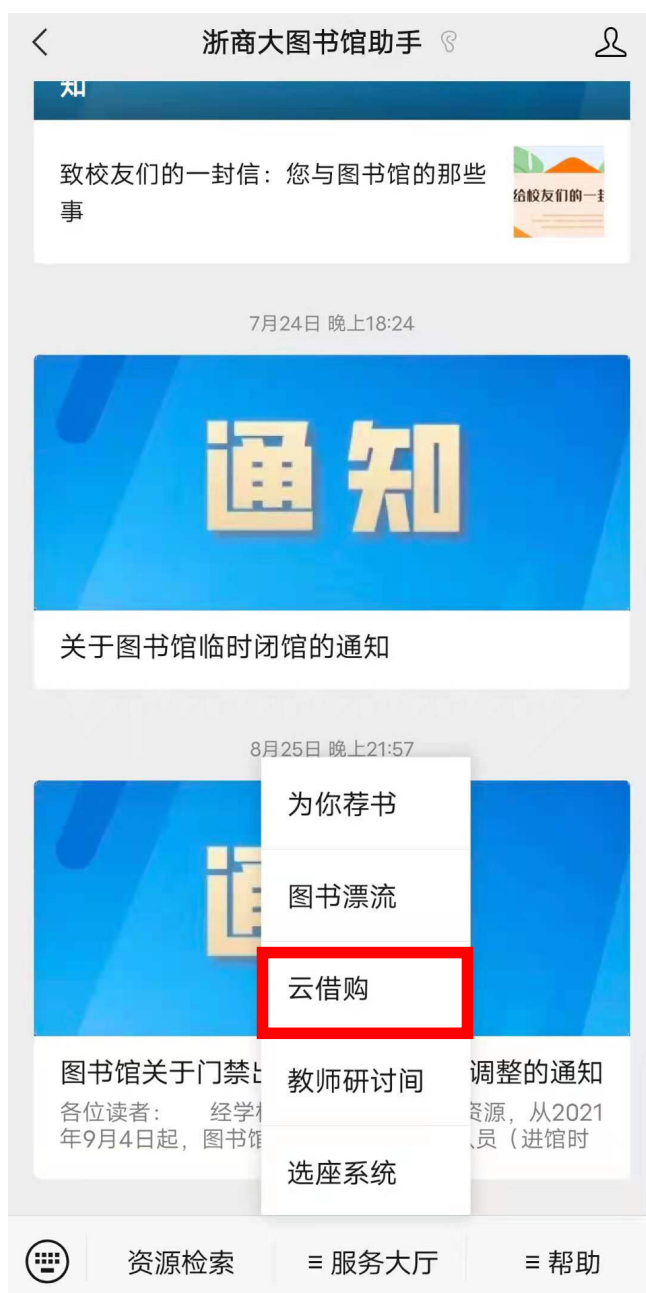 浙商大图书馆助手
知
致校友们的一封信：您与图书馆的那些
事
给校友们的一封
7月24日 晚上18:24
通知
关于图书馆临时闭馆的通知
8月25日 晚上21:57
为你荐书
图书漂流
云借购
教师研讨间
选座系统
图书馆关于门禁 调整的通知
各位读者： 经学 资源，从2021
年9月4日起，图书馆 人员（进馆时
资源检索
≡ 服务大厅
≡ 帮助